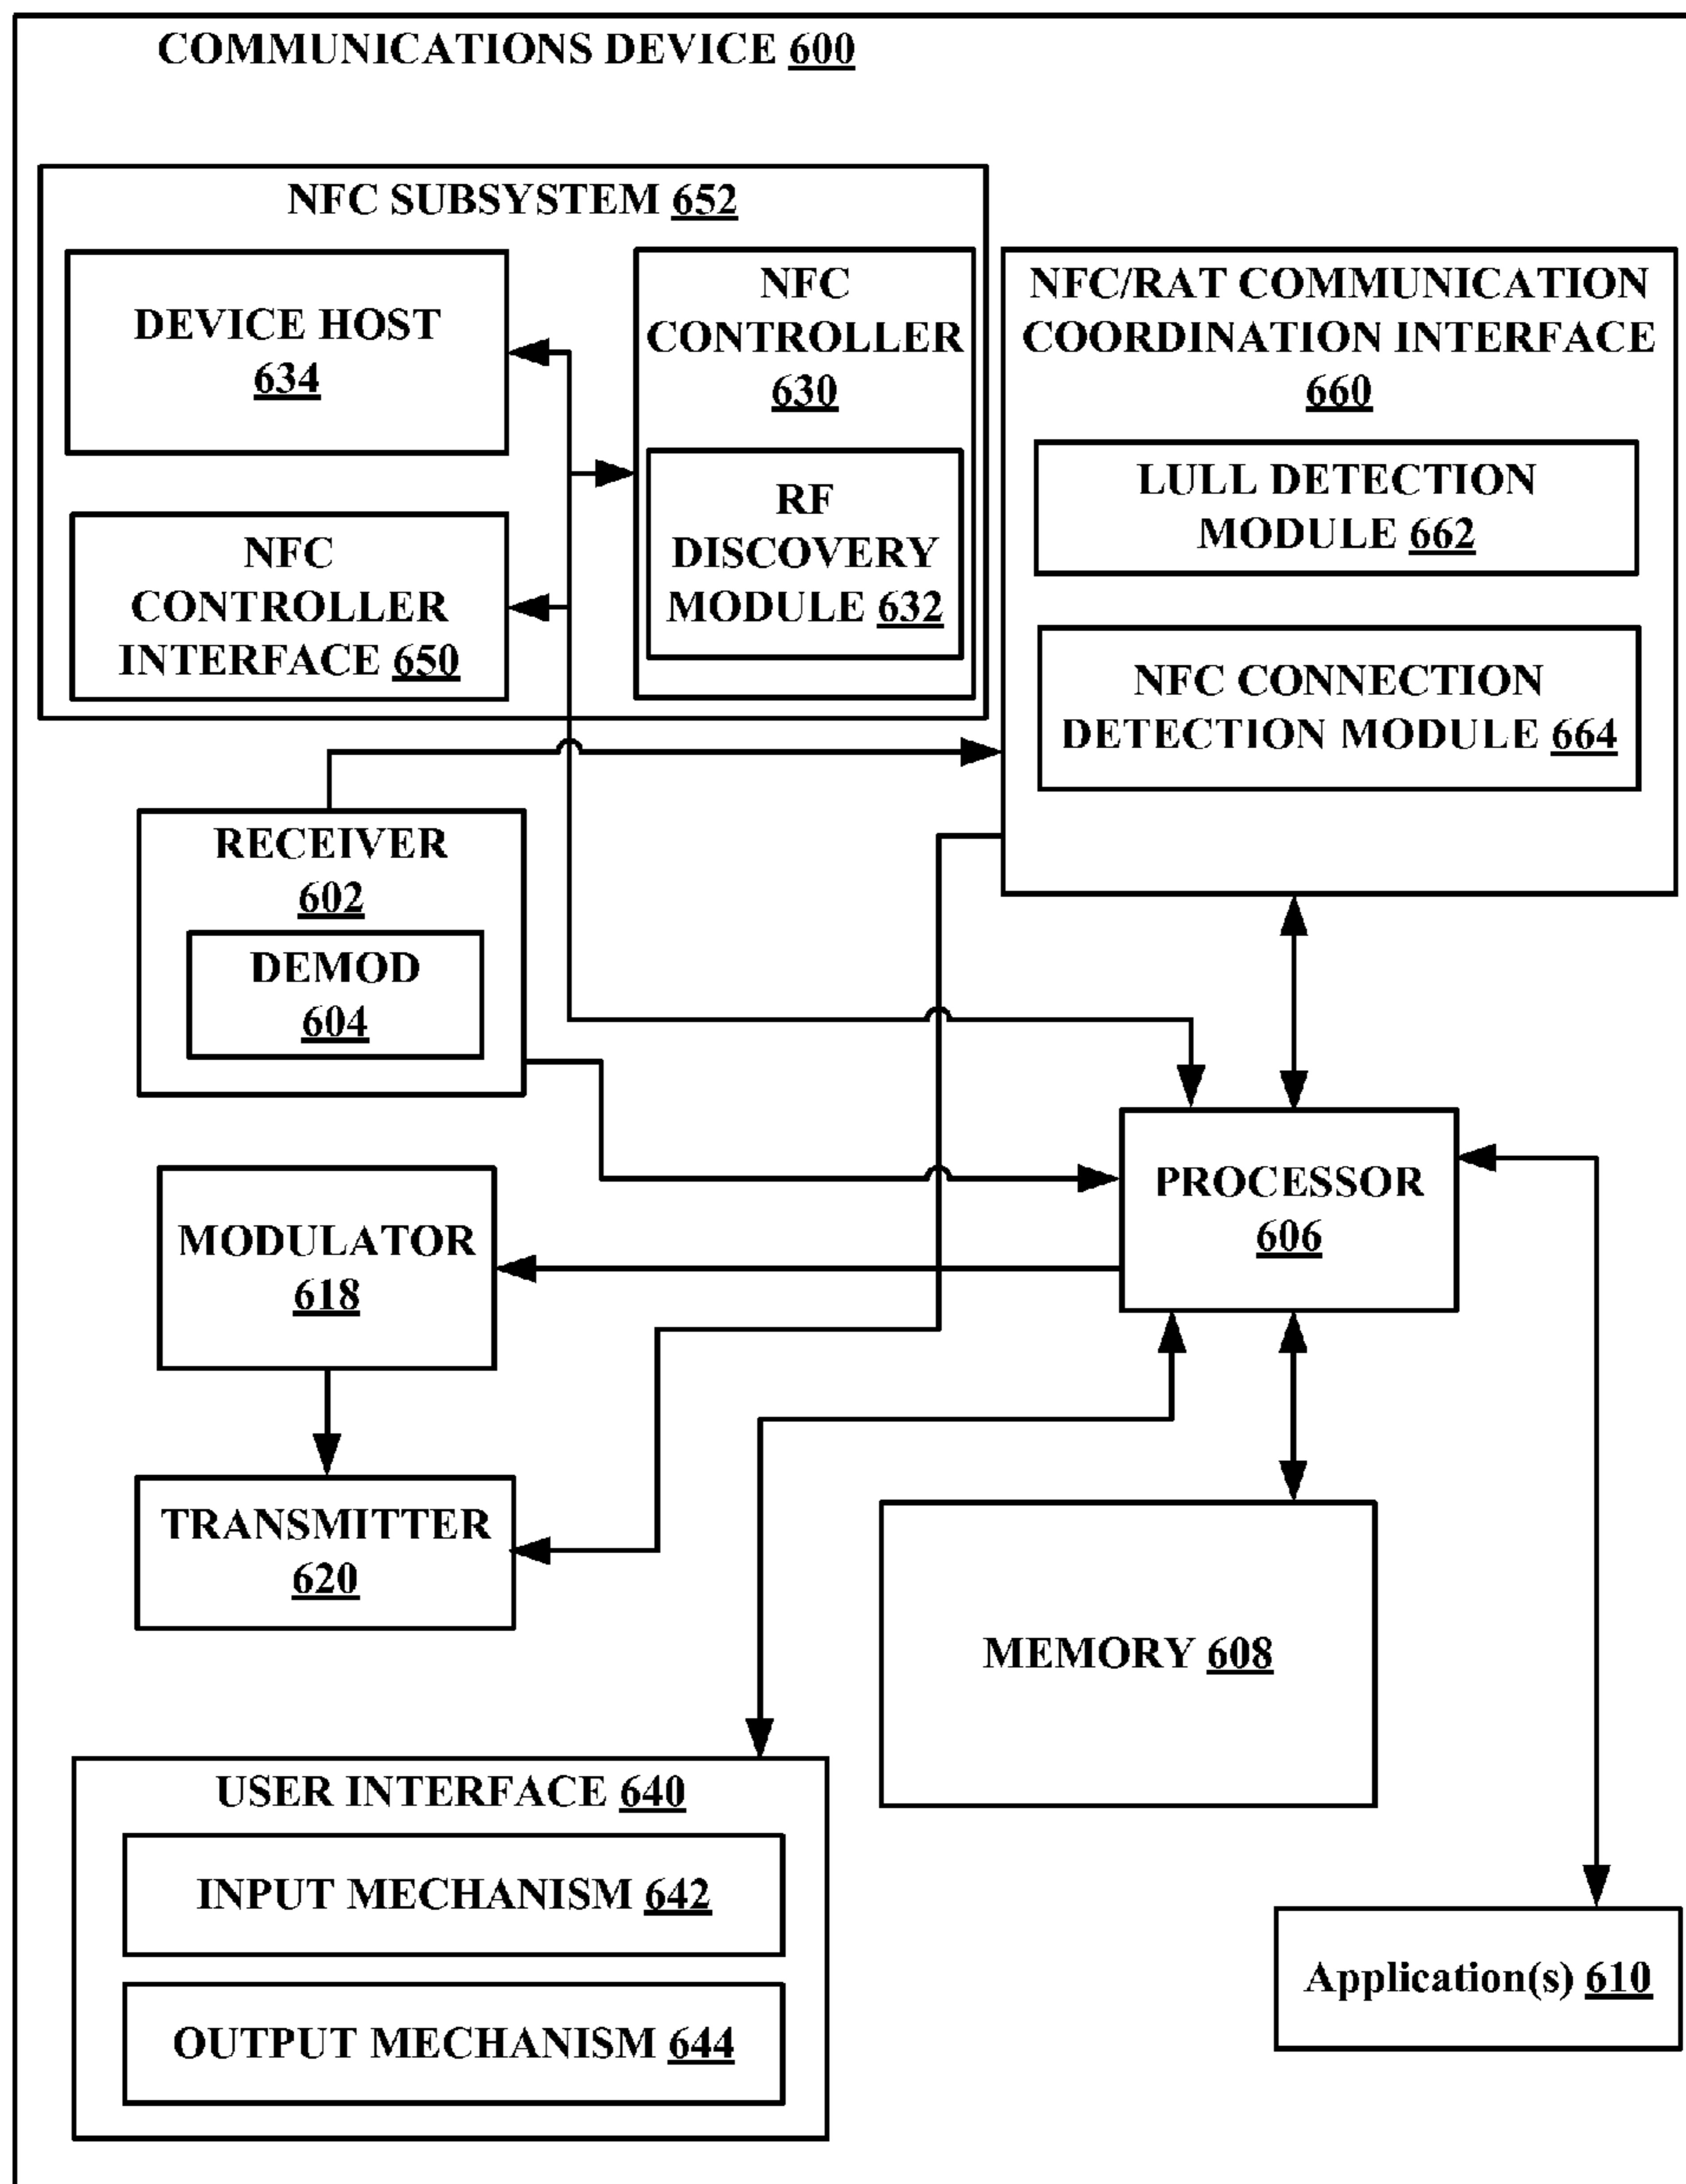 COMMUNICATIONS DEVICE 600
NFC SUBSYSTEM 652
DEVICE HOST
634
NFC
CONTROLLER
INTERFACE 650
NFC
CONTROLLER
630
RF
DISCOVERY
MODULE 632
NFC/RAT COMMUNICATION
COORDINATION INTERFACE
660
LULL DETECTION
MODULE 662
NFC CONNECTION
DETECTION MODULE 664
RECEIVER
602
DEMOD
604
PROCESSOR
606
MODULATOR
618
TRANSMITTER
620
MEMORY 608
USER INTERFACE 640
INPUT MECHANISM 642
OUTPUT MECHANISM 644
Application(s) 610